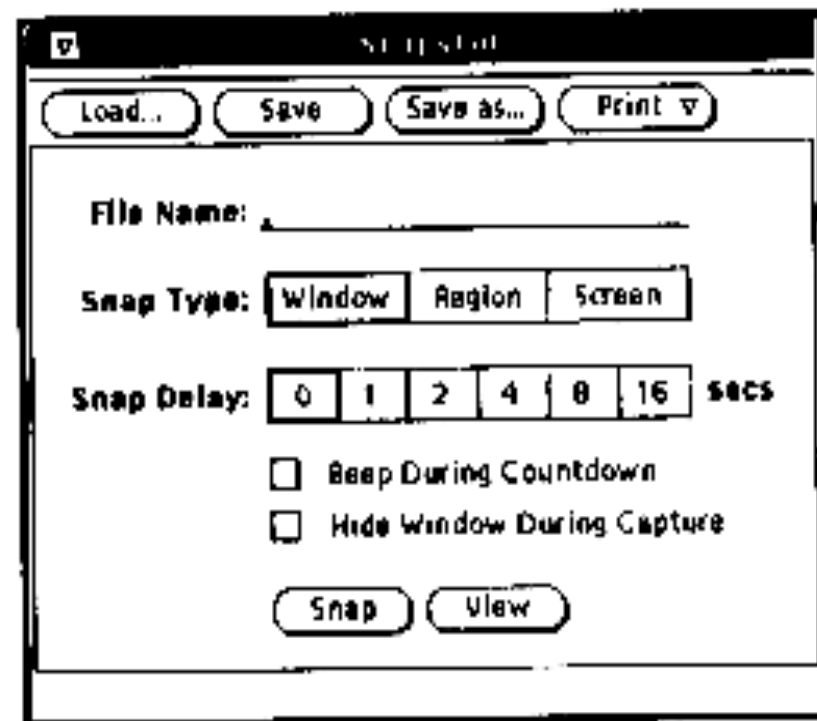 Load... Save Save as... Print
File Name:
Snap Type: Window Region Screen
Snap Delay: 0 1 2 4 8 16 secs
Beep During Countdown
Hide Window During Capture
Snap View